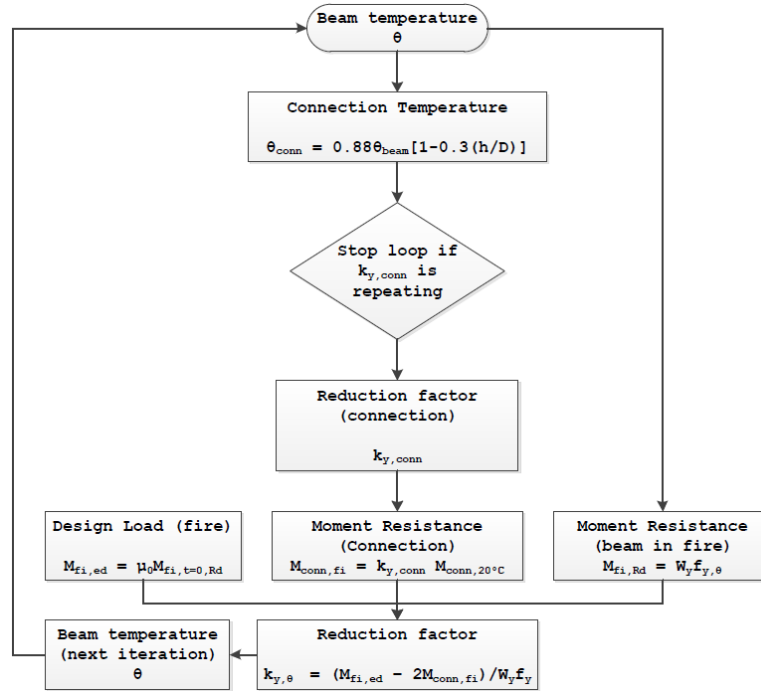 Beam temperature
θ
Connection Temperature
θconn = 0.88θbeam[1-0.3(h/D)]
Stop loop if
ky,conn is
repeating
Reduction factor
(connection)
ky,conn
Design Load (fire)
Mfi,ed = μ0Mfi,t=0,Rd
Moment Resistance
(Connection)
Mconn,fi = ky,conn Mconn,20°C
Moment Resistance
(beam in fire)
Mfi,Rd = Wyfy,θ
Beam temperature
(next iteration)
θ
Reduction factor
ky,θ = (Mfi,ed - 2Mconn,fi)/Wyfy